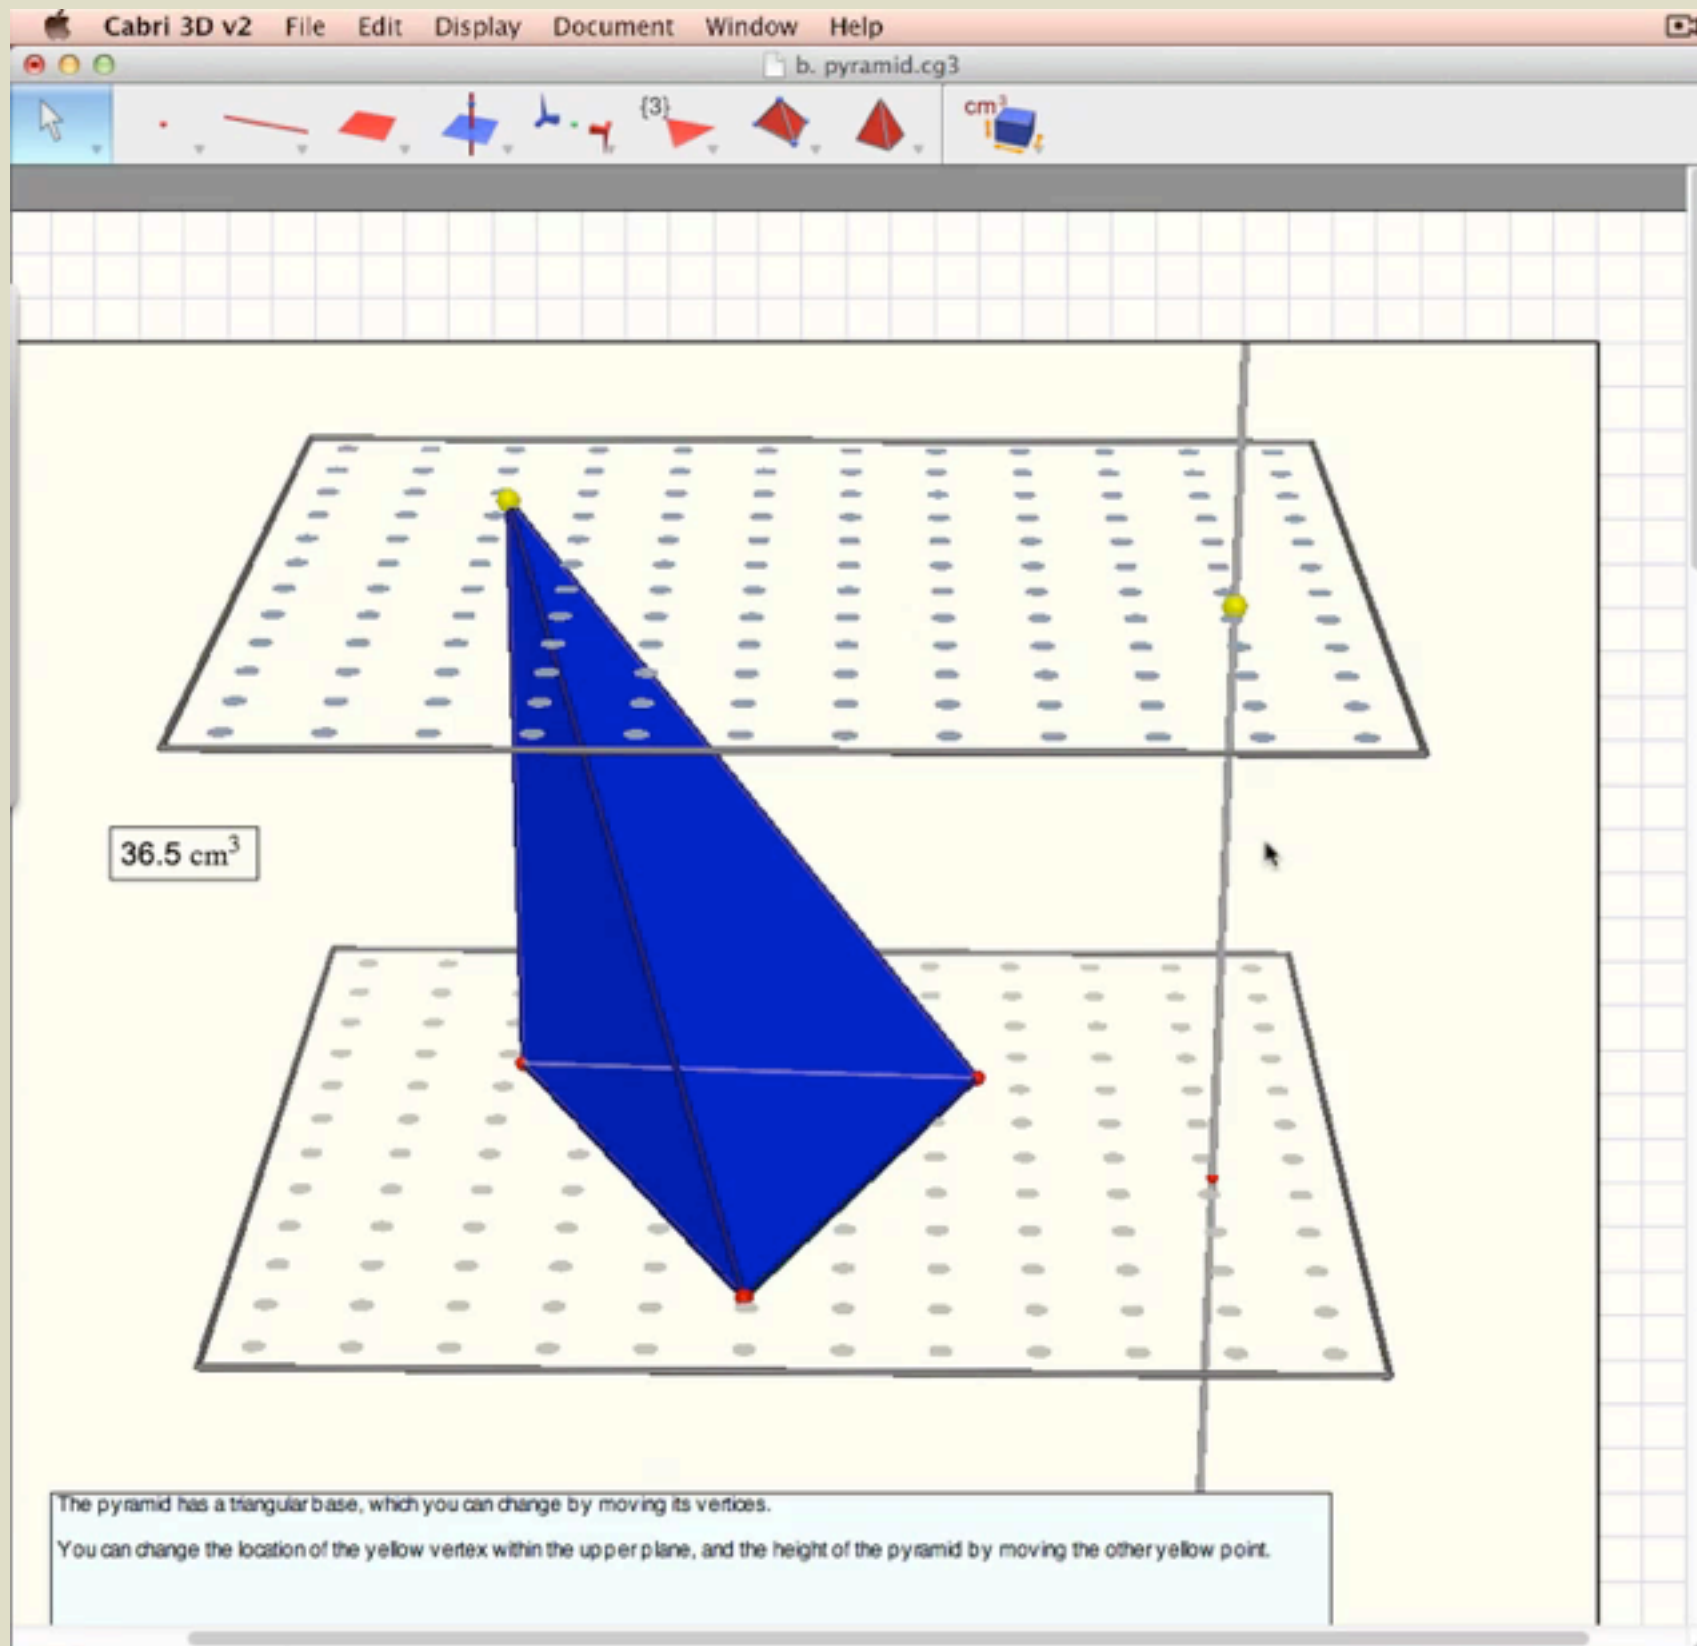 Cabri 3D v2 File Edit Display Document Window Help
b. pyramid.cg3
{3}
cm³
36.5 cm³
The pyramid has a triangular base, which you can change by moving its vertices.
You can change the location of the yellow vertex within the upper plane, and the height of the pyramid by moving the other yellow point.